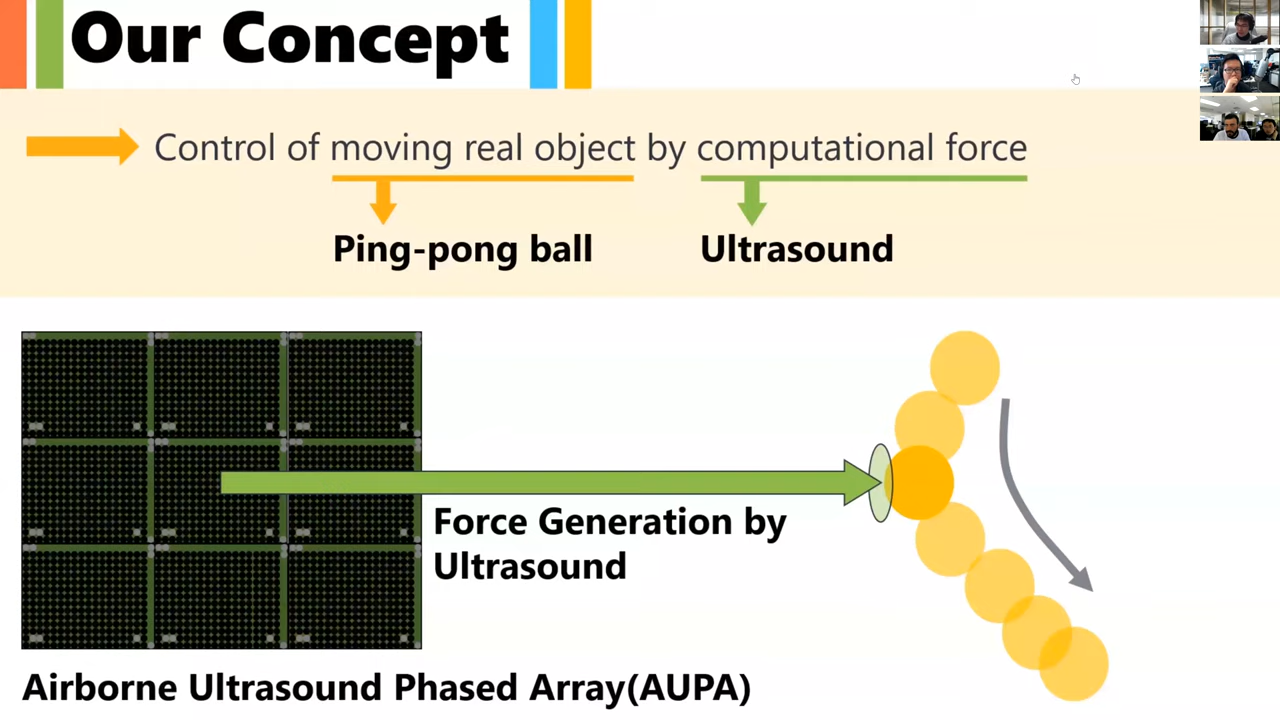 Our Concept
Control of moving real object by computational force
Ping-pong ball
Ultrasound
Force Generation by
Ultrasound
Airborne Ultrasound Phased Array(AUPA)